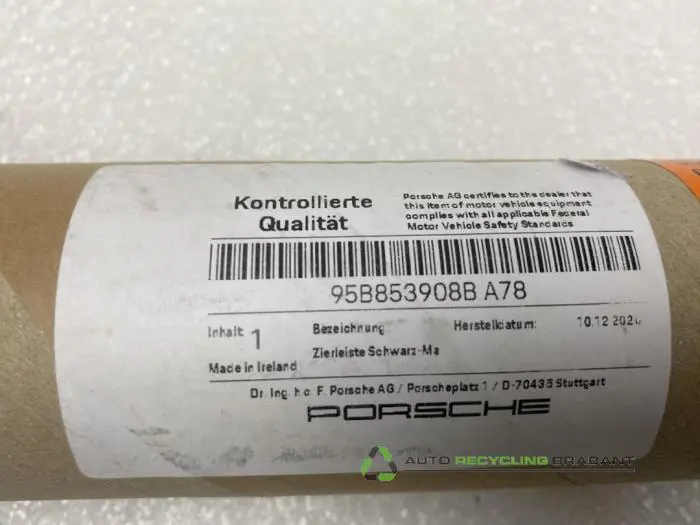 Kontrollierte
Qualität
Porsche AG certifies to the dealer that
this item of motor vehicle equipment
complies with all applicable Federal
Motor Vehicle Safety Standards
95B853908B A78
Inhalt 1 Bezeichnung Herstelldatum: 10.12
Zierleiste Schwarz-Ma
Made in Ireland
Dr. Ing. h.c. F. Porsche AG / Porscheplatz 1 / D-70435 Stuttgart
PORSCHE
AUTO RECYCLING BRABANT